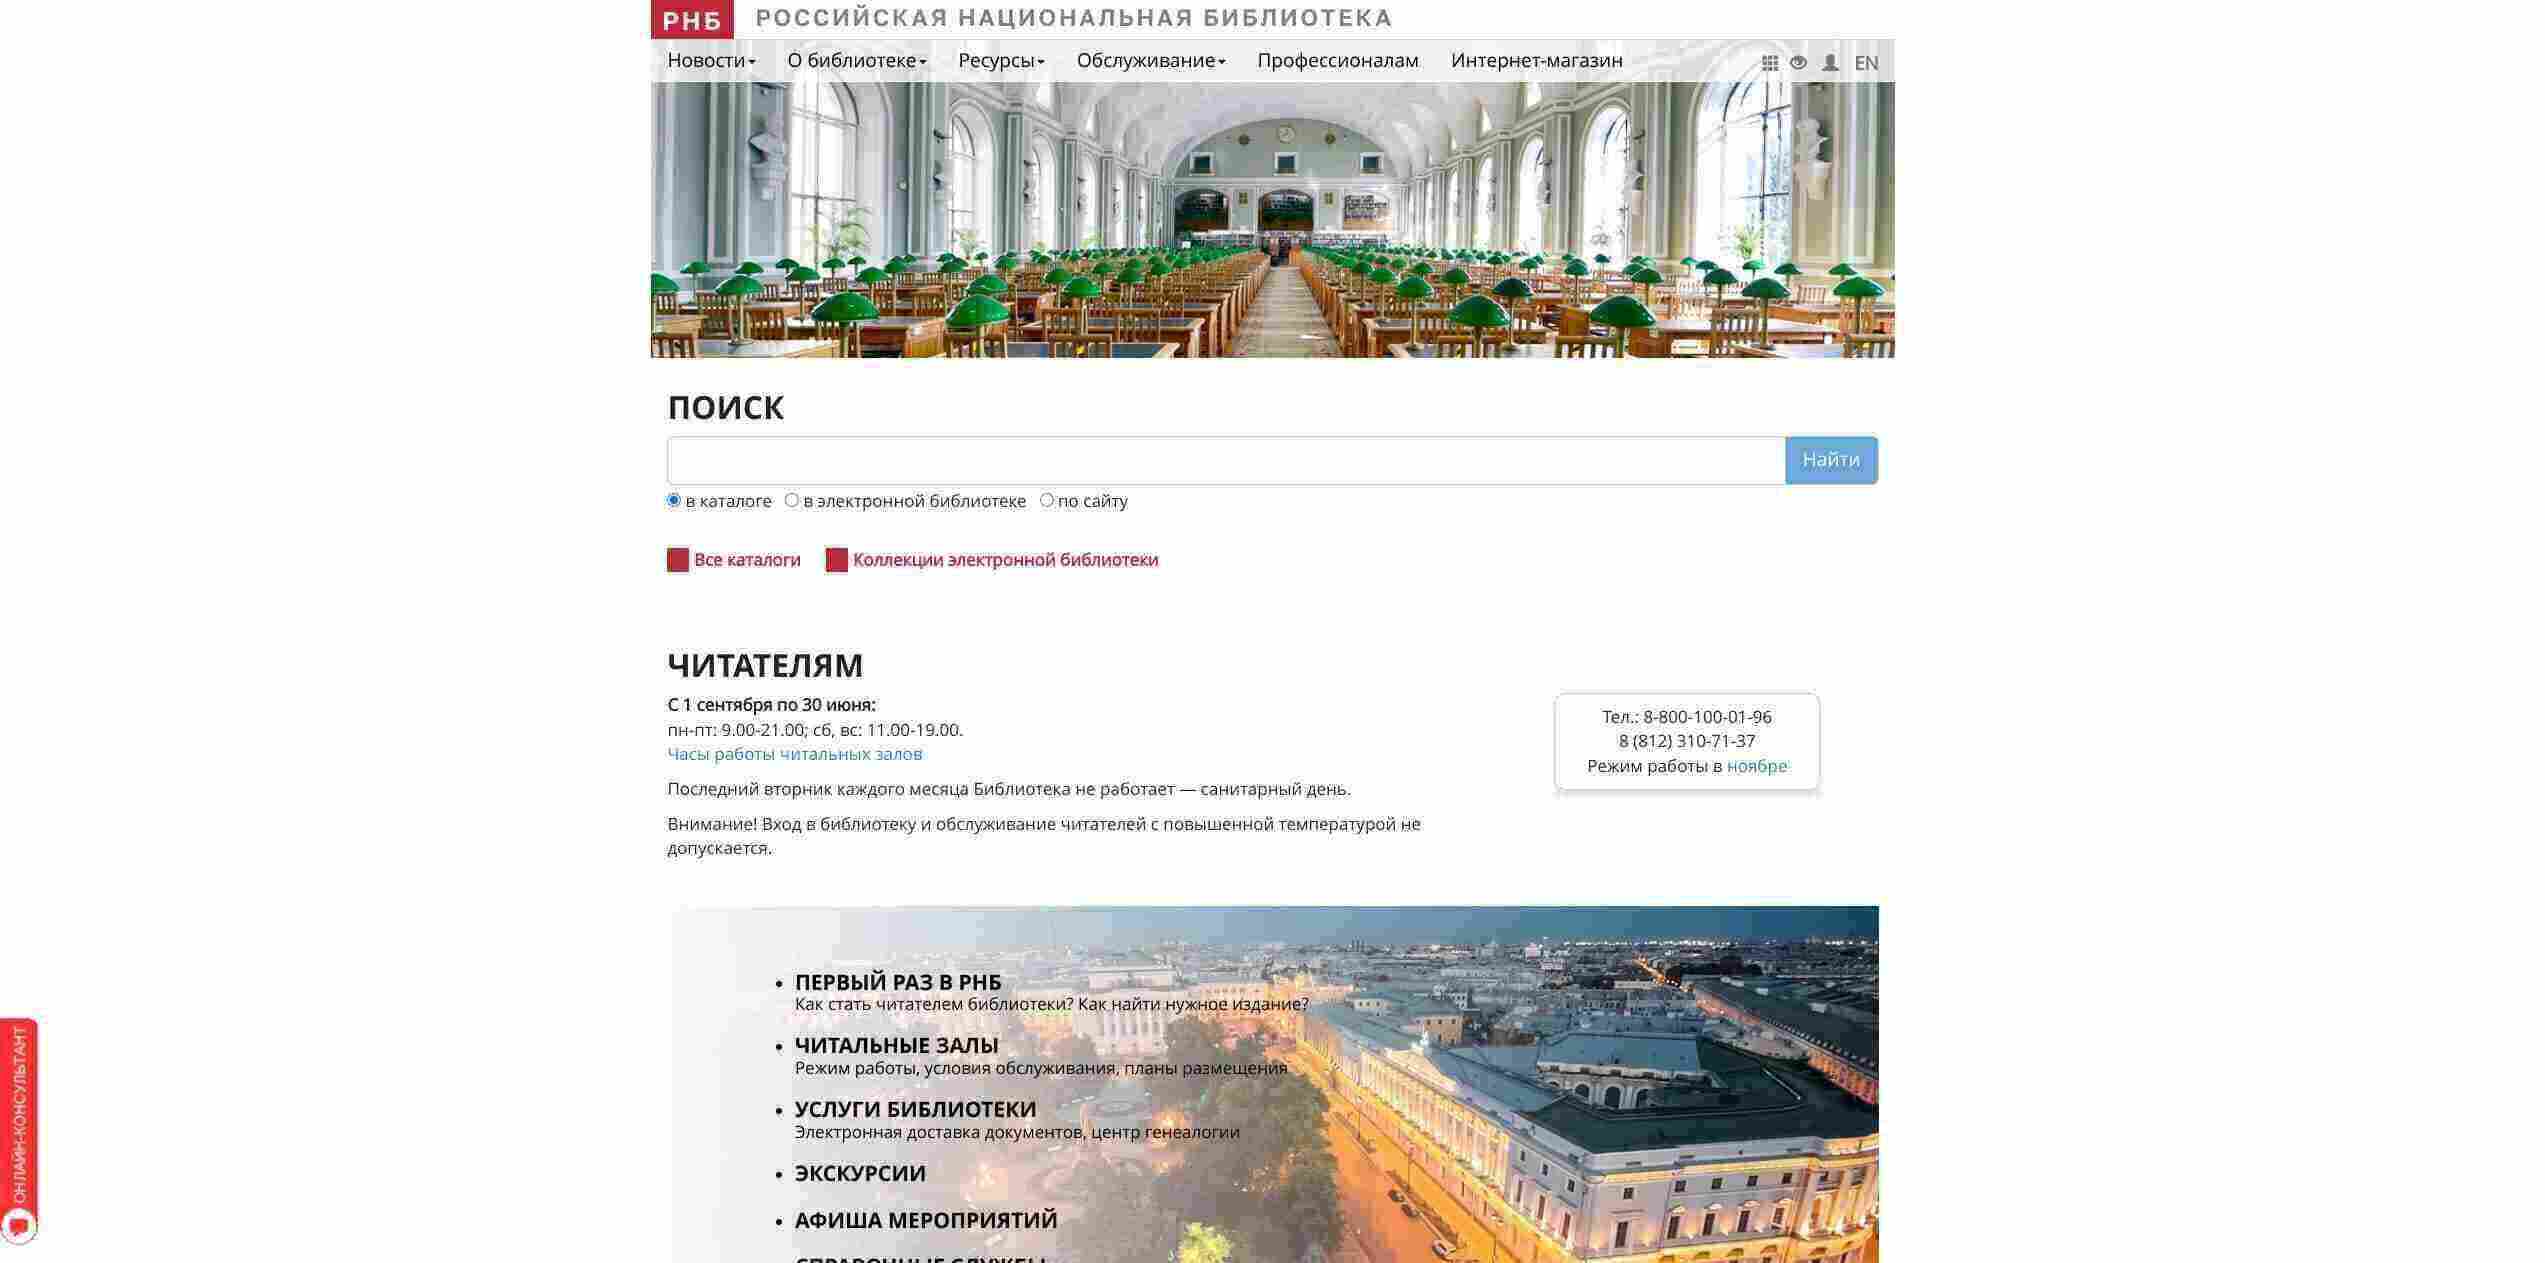 РНБ РОССИЙСКАЯ НАЦИОНАЛЬНАЯ БИБЛИОТЕКА
Новости О библиотеке Ресурсы Обслуживание Профессионалам Интернет-магазин EN
ПОИСК
Найти
в каталоге в электронной библиотеке по сайту
Все каталоги Коллекции электронной библиотеки
ЧИТАТЕЛЯМ
С 1 сентября по 30 июня:
пн-пт: 9.00-21.00; сб, вс: 11.00-19.00.
Часы работы читальных залов
Последний вторник каждого месяца Библиотека не работает — санитарный день.
Внимание! Вход в библиотеку и обслуживание читателей с повышенной температурой не
допускается.
Тел.: 8-800-100-01-96
8 (812) 310-71-37
Режим работы в ноябре
ПЕРВЫЙ РАЗ В РНБ
Как стать читателем библиотеки? Как найти нужное издание?
ЧИТАЛЬНЫЕ ЗАЛЫ
Режим работы, условия обслуживания, планы размещения
УСЛУГИ БИБЛИОТЕКИ
Электронная доставка документов, центр генеалогии
ЭКСКУРСИИ
АФИША МЕРОПРИЯТИЙ
СПРАВОЧНЫЕ СЛУЖБЫ
ОНЛАЙН-КОНСУЛЬТАНТ